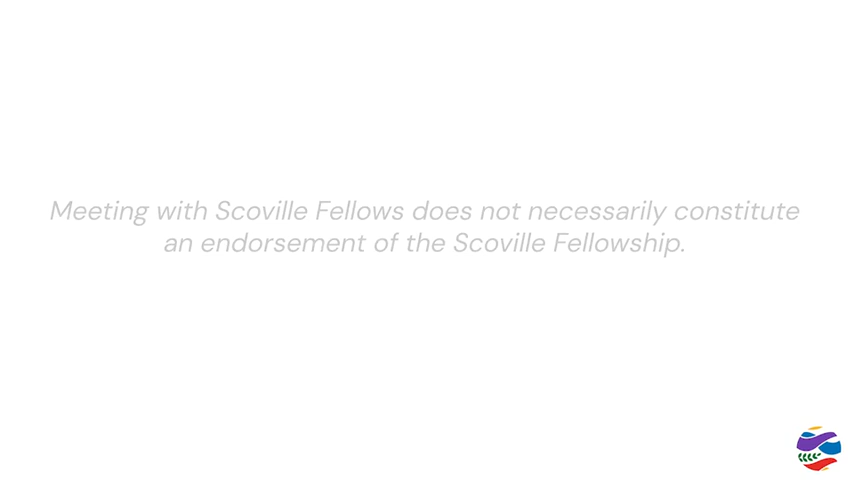 Meeting with Scoville Fellows does not necessarily constitute
an endorsement of the Scoville Fellowship.